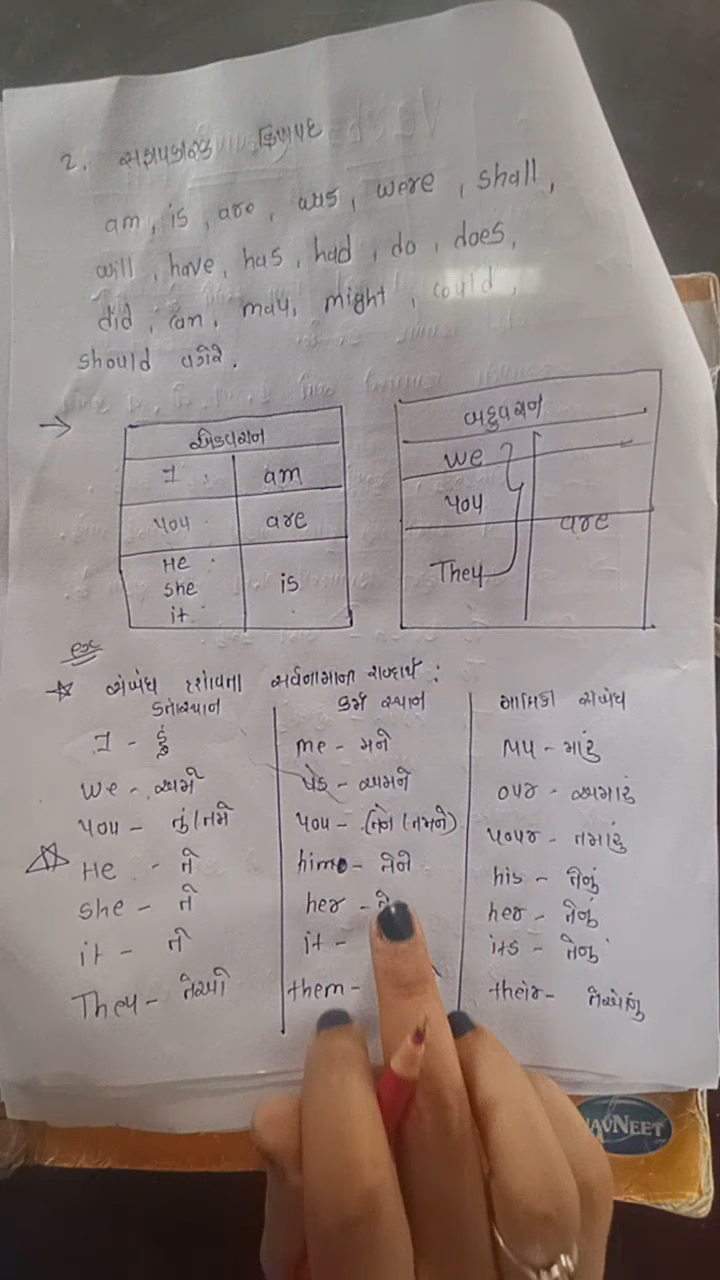 2. સહાયકારક ક્રિયાપદ
am, is, are, was, were, shall,
will, have, has, had, do, does,
did, can, may, might, could,
should વગેરે.
→
એકવચન
I am
you are
He
she is
it
બહુવચન
we
you are
They
ex
☆ સંબંધ દર્શાવતા સર્વનામોના શબ્દાર્થ :
કર્તાસ્થાન
I - હું
we - અમે
you - તું/તમે
He - તે
she - તે
it - તે
They - તેઓ
કર્મ સ્થાન
me - મને
અમને
you - (તને/તમને)
him - તેને
her - તે
it -
them -
માલિકી સંબંધ
My - મારું
our - અમારું
your - તમારું
his - તેનું
her - તેનું
its - તેનું
their - તેઓનું
NAVNEET